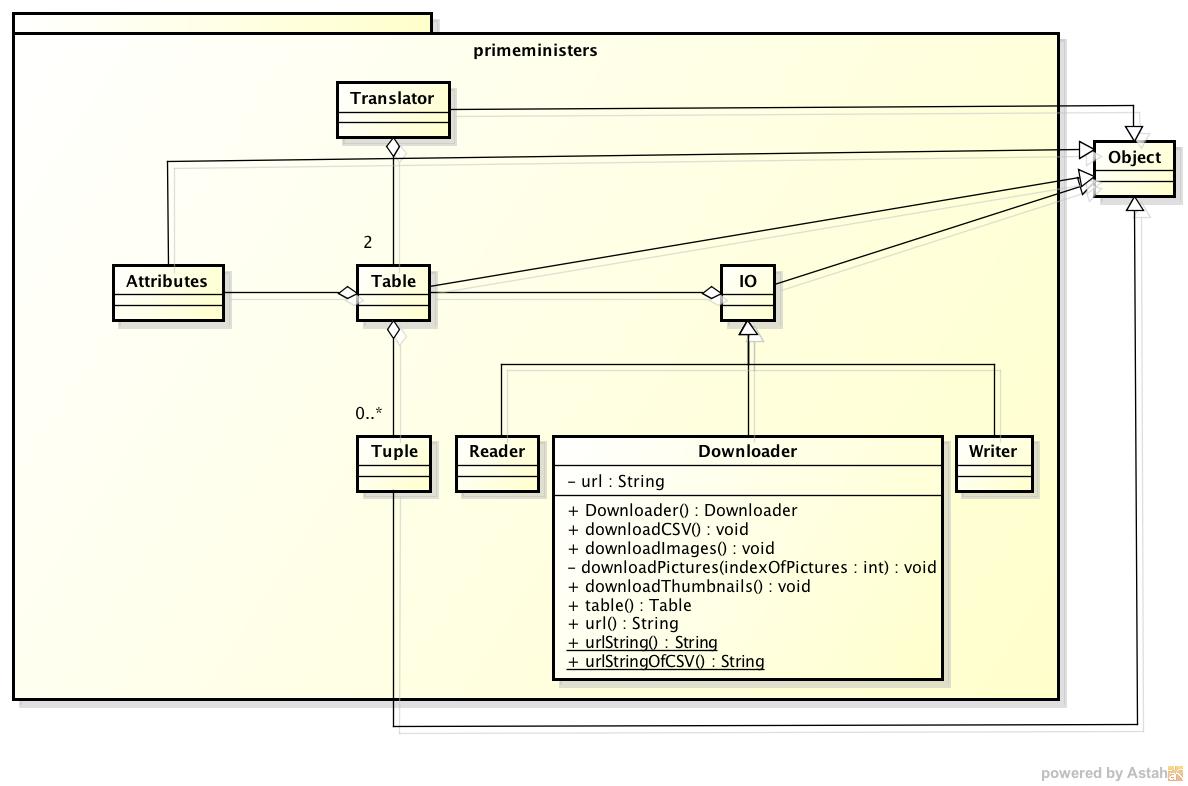 primeministers
Translator
Object
2
Attributes
Table
IO
0..*
Tuple
Reader
Downloader
Writer
– url : String
+ Downloader() : Downloader
+ downloadCSV() : void
+ downloadImages() : void
– downloadPictures(indexOfPictures : int) : void
+ downloadThumbnails() : void
+ table() : Table
+ url() : String
+ urlString() : String
+ urlStringOfCSV() : String
powered by Astah